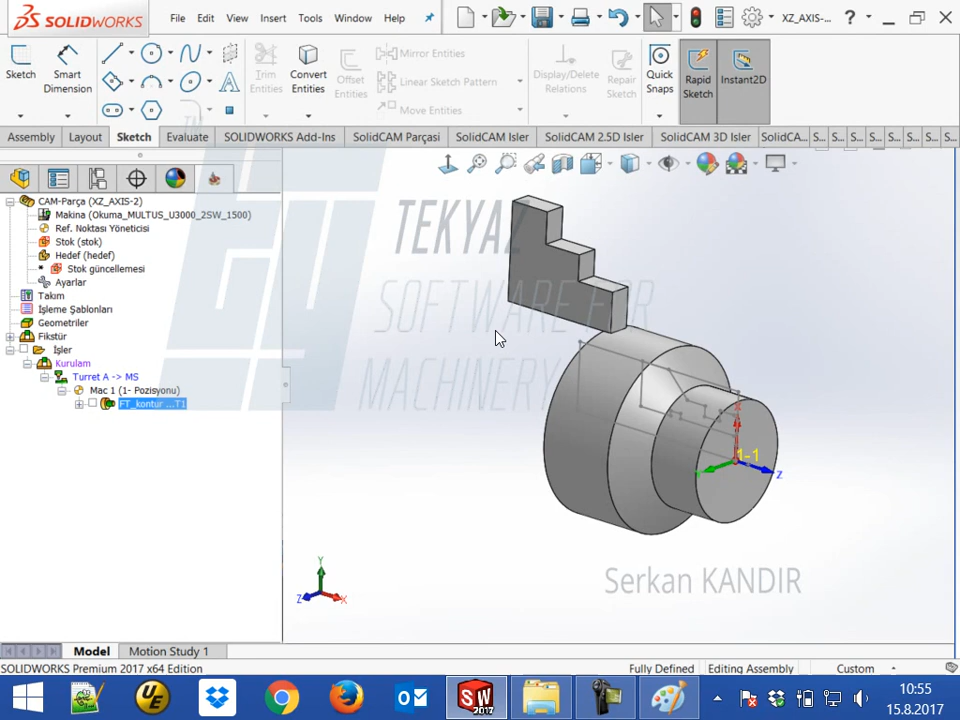 SOLIDWORKS
File Edit View Insert Tools Window Help
XZ_AXIS-...
Sketch
Smart Dimension
Trim Entities
Convert Entities
Offset Entities
Mirror Entities
Linear Sketch Pattern
Move Entities
Display/Delete Relations
Repair Sketch
Quick Snaps
Rapid Sketch
Instant2D
Assembly Layout Sketch Evaluate SOLIDWORKS Add-Ins SolidCAM Parçasi SolidCAM Isler SolidCAM 2.5D Isler SolidCAM 3D Isler SolidCA... S... S... S... S... S... S... S...
CAM-Parça (XZ_AXIS-2)
Makina (Okuma_MULTUS_U3000_2SW_1500)
Ref. Noktası Yöneticisi
Stok (stok)
Hedef (hedef)
* Stok güncellemesi
Ayarlar
Takım
İşleme Şablonları
Geometriler
Fikstür
İşler
Kurulam
Turret A -> MS
Mac 1 (1- Pozisyonu)
FT_kontur ...T1
TEKYAZ
SOFTWARE FOR
MACHINERY
1-1
Z
Y
Z
X
Serkan KANDIR
Model Motion Study 1
SOLIDWORKS Premium 2017 x64 Edition
Fully Defined Editing Assembly Custom
10:55
15.8.2017